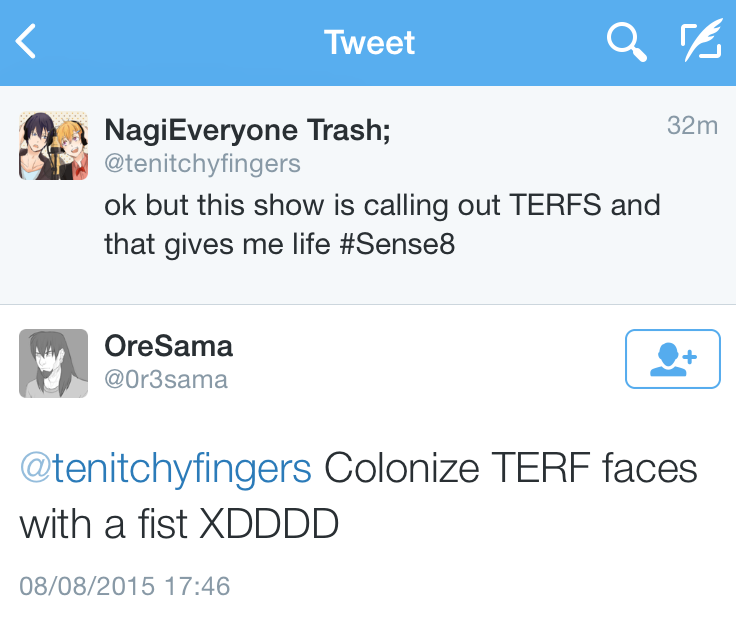 Tweet
NagiEveryone Trash;
32m
@tenitchyfingers
ok but this show is calling out TERFS and
that gives me life #Sense8
OreSama
@0r3sama
@tenitchyfingers Colonize TERF faces
with a fist XDDDD
08/08/2015 17:46